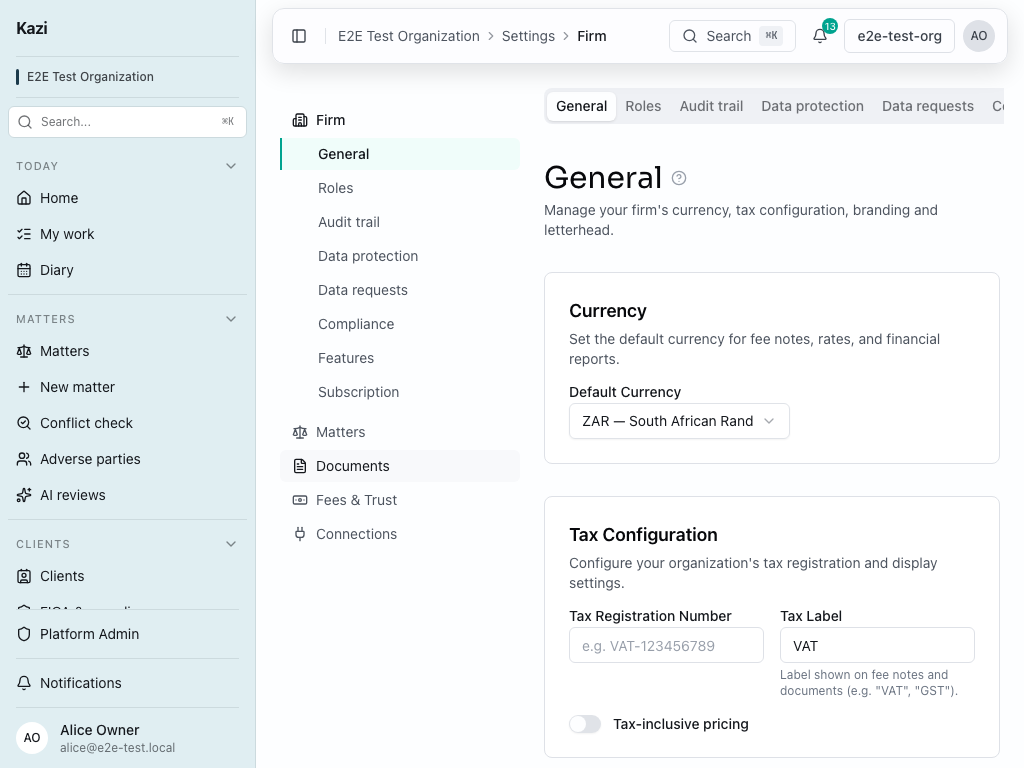 Kazi
E2E Test Organization
Search...
⌘K
TODAY
Home
My work
Diary
MATTERS
Matters
New matter
Conflict check
Adverse parties
AI reviews
CLIENTS
Clients
Platform Admin
Notifications
AO
Alice Owner
alice@e2e-test.local
E2E Test Organization
Settings
Firm
Search
⌘K
13
e2e-test-org
AO
Firm
General
Roles
Audit trail
Data protection
Data requests
Compliance
Features
Subscription
Matters
Documents
Fees & Trust
Connections
General
Roles
Audit trail
Data protection
Data requests
General
Manage your firm's currency, tax configuration, branding and
letterhead.
Currency
Set the default currency for fee notes, rates, and financial
reports.
Default Currency
ZAR — South African Rand
Tax Configuration
Configure your organization's tax registration and display
settings.
Tax Registration Number
Tax Label
e.g. VAT-123456789
VAT
Label shown on fee notes and
documents (e.g. "VAT", "GST").
Tax-inclusive pricing